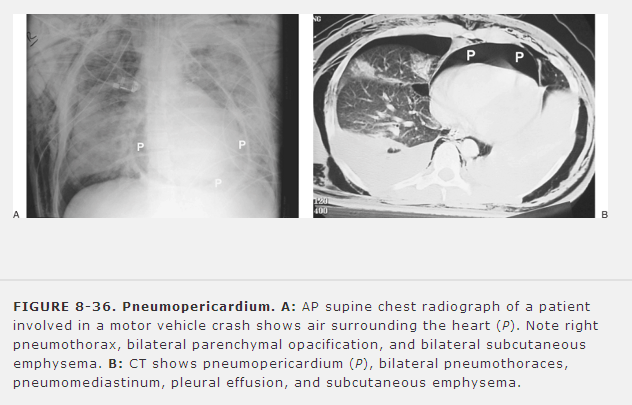 NG
P P
P P
P
120
400
A B
FIGURE 8-36. Pneumopericardium. A: AP supine chest radiograph of a patient
involved in a motor vehicle crash shows air surrounding the heart (P). Note right
pneumothorax, bilateral parenchymal opacification, and bilateral subcutaneous
emphysema. B: CT shows pneumopericardium (P), bilateral pneumothoraces,
pneumomediastinum, pleural effusion, and subcutaneous emphysema.